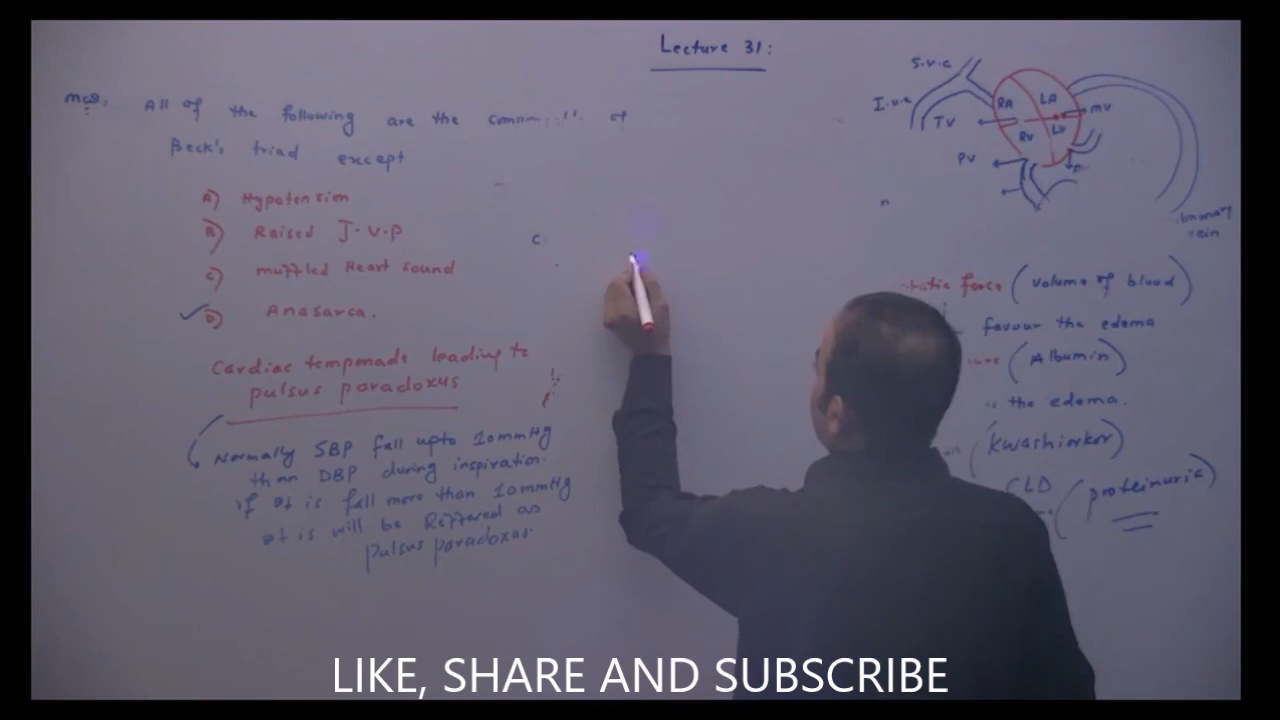 Lecture 31:
MCQ: All of the following are the of
Beck's triad except
A) Hypotension
B) Raised J.V.P
C) muffled Heart sound
D) Anasarca.
Cardiac tempmade leading to
pulsus paradoxus
Normally SBP fall upto 10mmHg
than DBP during inspiration.
if it is fall more than 10mmHg
it is will be Reffered as
pulsus paradoxus.
C.
S.V.C
I.V.C
RA
LA
TV
MV
RV
LV
PV
force (volume of blood)
favour the edema
(Albumin)
the edema.
(Kwashiorkor)
CLD
(proteinuria)
LIKE, SHARE AND SUBSCRIBE